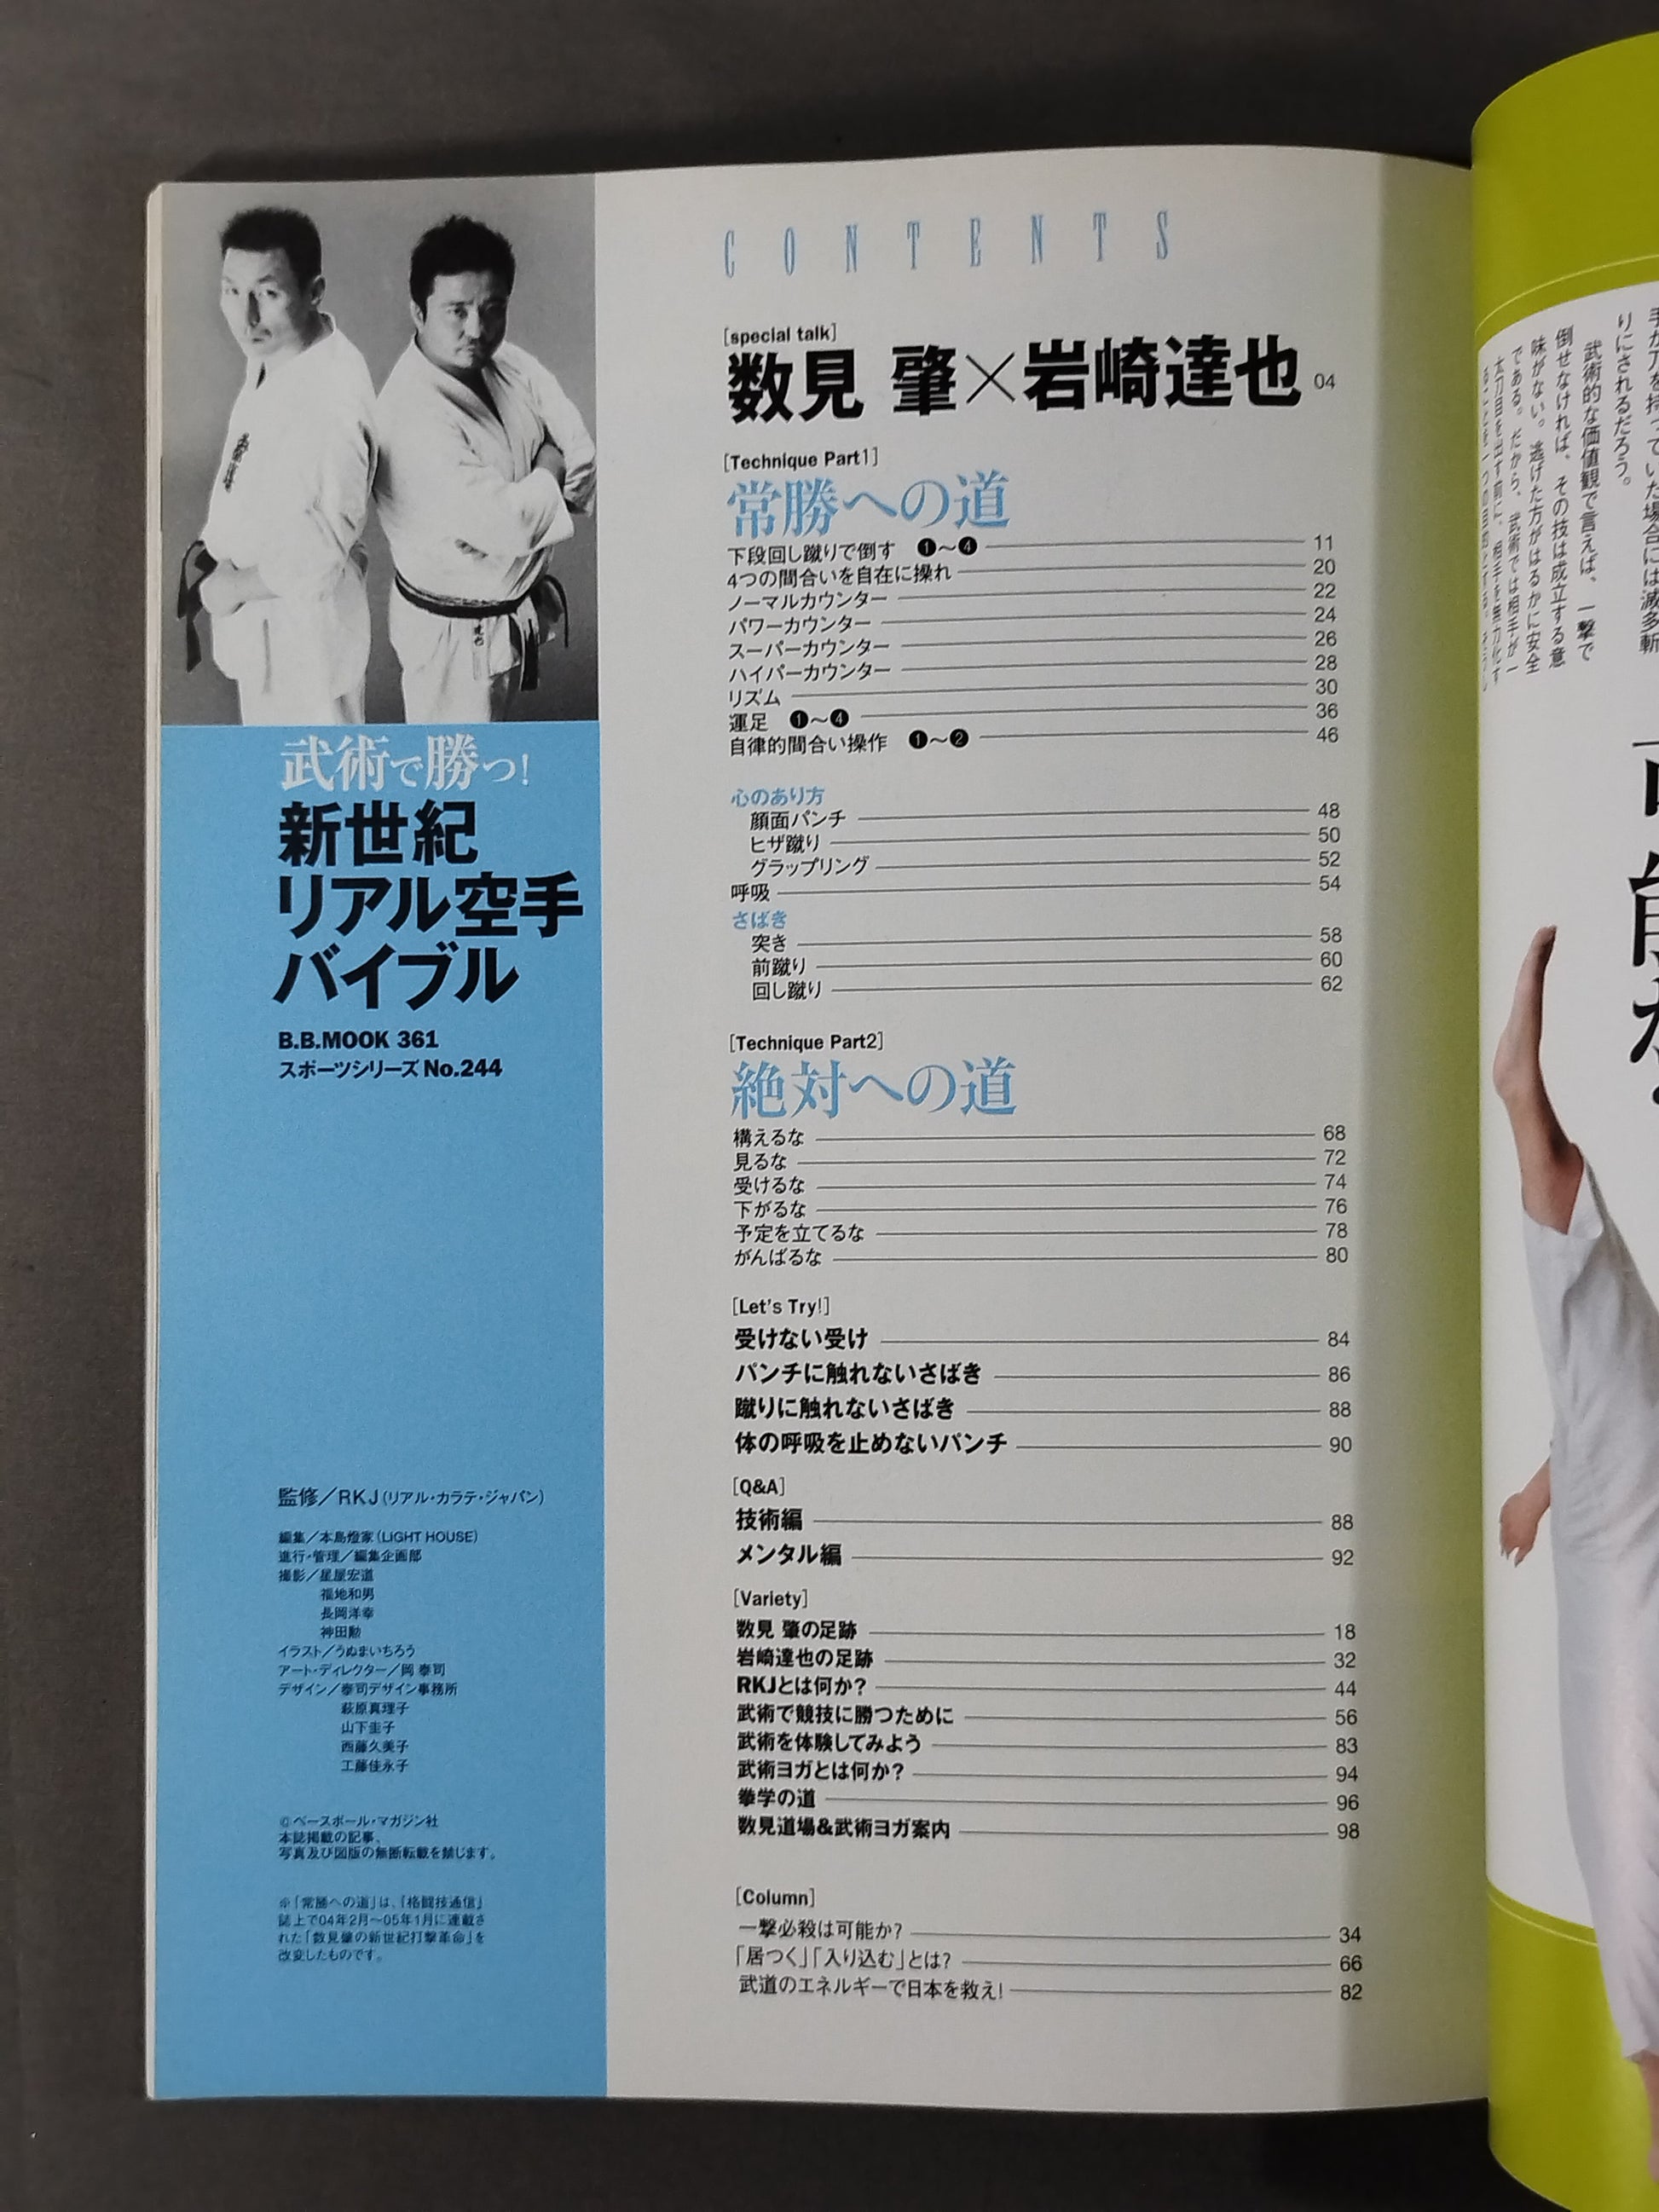 武術で勝つ!
新世紀
リアル空手
バイブル
B.B.MOOK 361
スポーツシリーズNo.244
監修／RKJ(リアル・カラテ・ジャパン)
編集／本島燈家(LIGHT HOUSE)
進行・管理／編集企画部
撮影／星屋宏道
福地和男
長岡洋幸
神田勲
イラスト／うぬまいちろう
アート・ディレクター／岡 泰司
デザイン／泰司デザイン事務所
萩原真理子
山下圭子
西藤久美子
工藤佳永子
©ベースボール・マガジン社
本誌掲載の記事、
写真及び図版の無断転載を禁じます。
※「常勝への道」は、『格闘技通信』
誌上で04年2月〜05年1月に連載さ
れた「数見肇の新世紀打撃革命」を
改変したものです。
CONTENTS
[special talk]
数見 肇×岩崎達也 04
[Technique Part1]
常勝への道
下段回し蹴りで倒す ❶〜❹ 11
4つの間合いを自在に操れ 20
ノーマルカウンター 22
パワーカウンター 24
スーパーカウンター 26
ハイパーカウンター 28
リズム 30
運足 ❶〜❹ 36
自律的間合い操作 ❶〜❷ 46
心のあり方
顔面パンチ 48
ヒザ蹴り 50
グラップリング 52
呼吸 54
さばき
突き 58
前蹴り 60
回し蹴り 62
[Technique Part2]
絶対への道
構えるな 68
見るな 72
受けるな 74
下がるな 76
予定を立てるな 78
がんばるな 80
[Let's Try!]
受けない受け 84
パンチに触れないさばき 86
蹴りに触れないさばき 88
体の呼吸を止めないパンチ 90
[Q&A]
技術編 88
メンタル編 92
[Variety]
数見 肇の足跡 18
岩崎達也の足跡 32
RKJとは何か? 44
武術で競技に勝つために 56
武術を体験してみよう 83
武術ヨガとは何か? 94
拳学の道 96
数見道場&武術ヨガ案内 98
[Column]
一撃必殺は可能か? 34
「居つく」「入り込む」とは? 66
武道のエネルギーで日本を救え! 82
りにされるだろう。
武術的な価値観で言えば、一撃で
倒せなければ、その技は成立する意
味がない。逃げた方がはるかに安全
である。だから、武術では相手が一
太刀目を出す前に、相手を無力化す